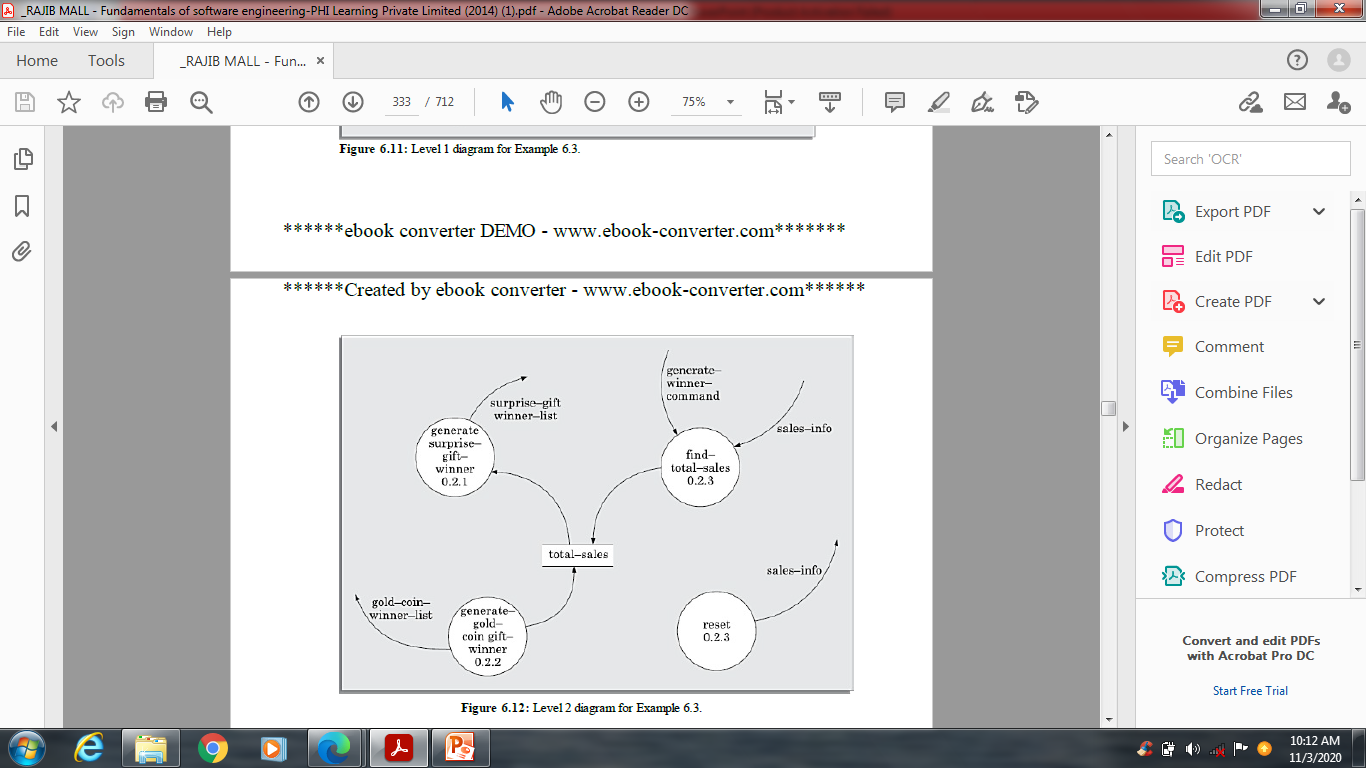 _RAJIB MALL - Fundamentals of software engineering-PHI Learning Private Limited (2014) (1).pdf - Adobe Acrobat Reader DC
File Edit View Sign Window Help
Home Tools _RAJIB MALL - Fun... ×
333 / 712 75%
Figure 6.11: Level 1 diagram for Example 6.3.
******ebook converter DEMO - www.ebook-converter.com*******
******Created by ebook converter - www.ebook-converter.com******
generate–
winner–
command
surprise–gift
winner–list
sales–info
generate
surprise–
gift–
winner
0.2.1
find–
total–sales
0.2.3
total–sales
sales–info
gold–coin–
winner–list
generate–
gold–
coin gift–
winner
0.2.2
reset
0.2.3
Figure 6.12: Level 2 diagram for Example 6.3.
Search 'OCR'
Export PDF
Edit PDF
Create PDF
Comment
Combine Files
Organize Pages
Redact
Protect
Compress PDF
Convert and edit PDFs
with Acrobat Pro DC
Start Free Trial
10:12 AM
11/3/2020